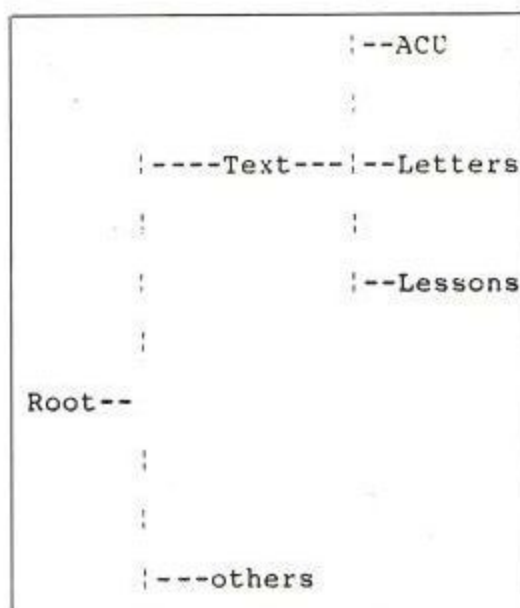 ¦--ACU
¦
¦----Text---¦--Letters
¦ ¦
¦ ¦--Lessons
¦
Root--
¦
¦
¦---others